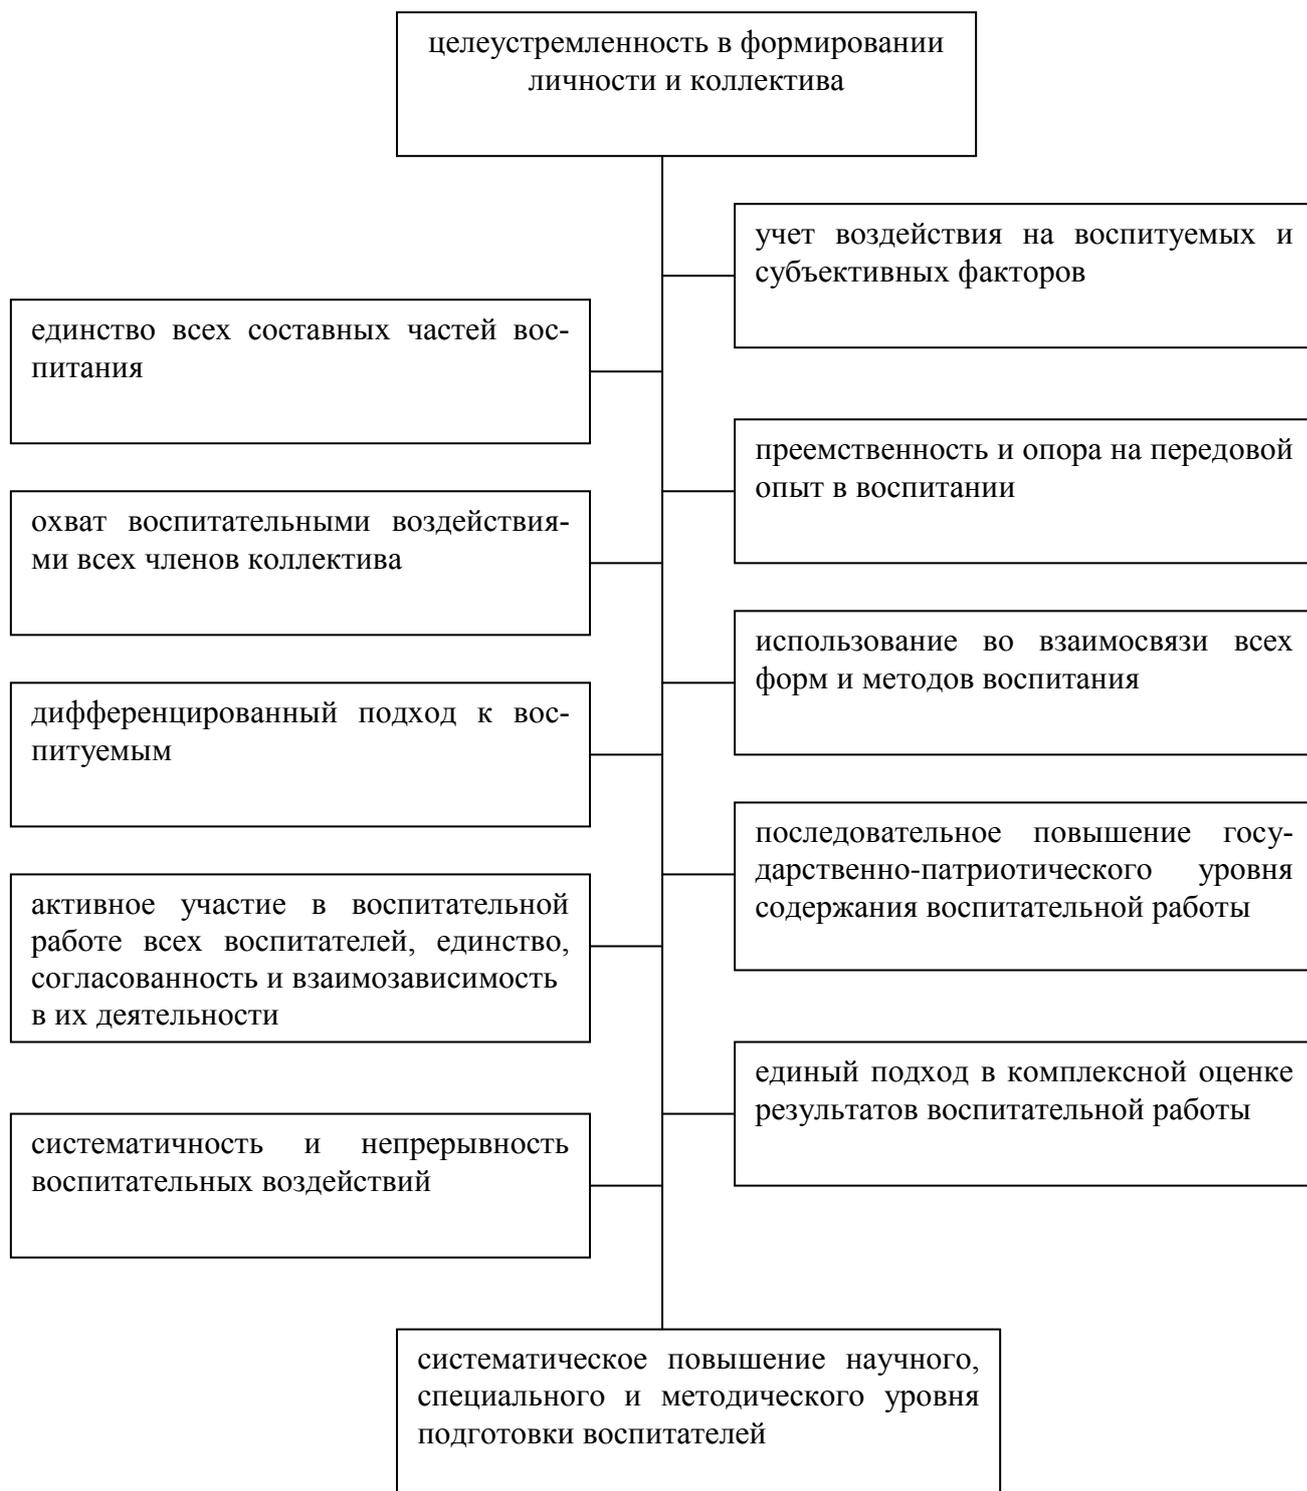 целеустремленность в формировании
личности и коллектива
учет воздействия на воспитуемых и
субъективных факторов
единство всех составных частей вос-
питания
преемственность и опора на передовой
опыт в воспитании
охват воспитательными воздействия-
ми всех членов коллектива
использование во взаимосвязи всех
форм и методов воспитания
дифференцированный подход к вос-
питуемым
последовательное повышение госу-
дарственно-патриотического уровня
содержания воспитательной работы
активное участие в воспитательной
работе всех воспитателей, единство,
согласованность и взаимозависимость
в их деятельности
единый подход в комплексной оценке
результатов воспитательной работы
систематичность и непрерывность
воспитательных воздействий
систематическое повышение научного,
специального и методического уровня
подготовки воспитателей